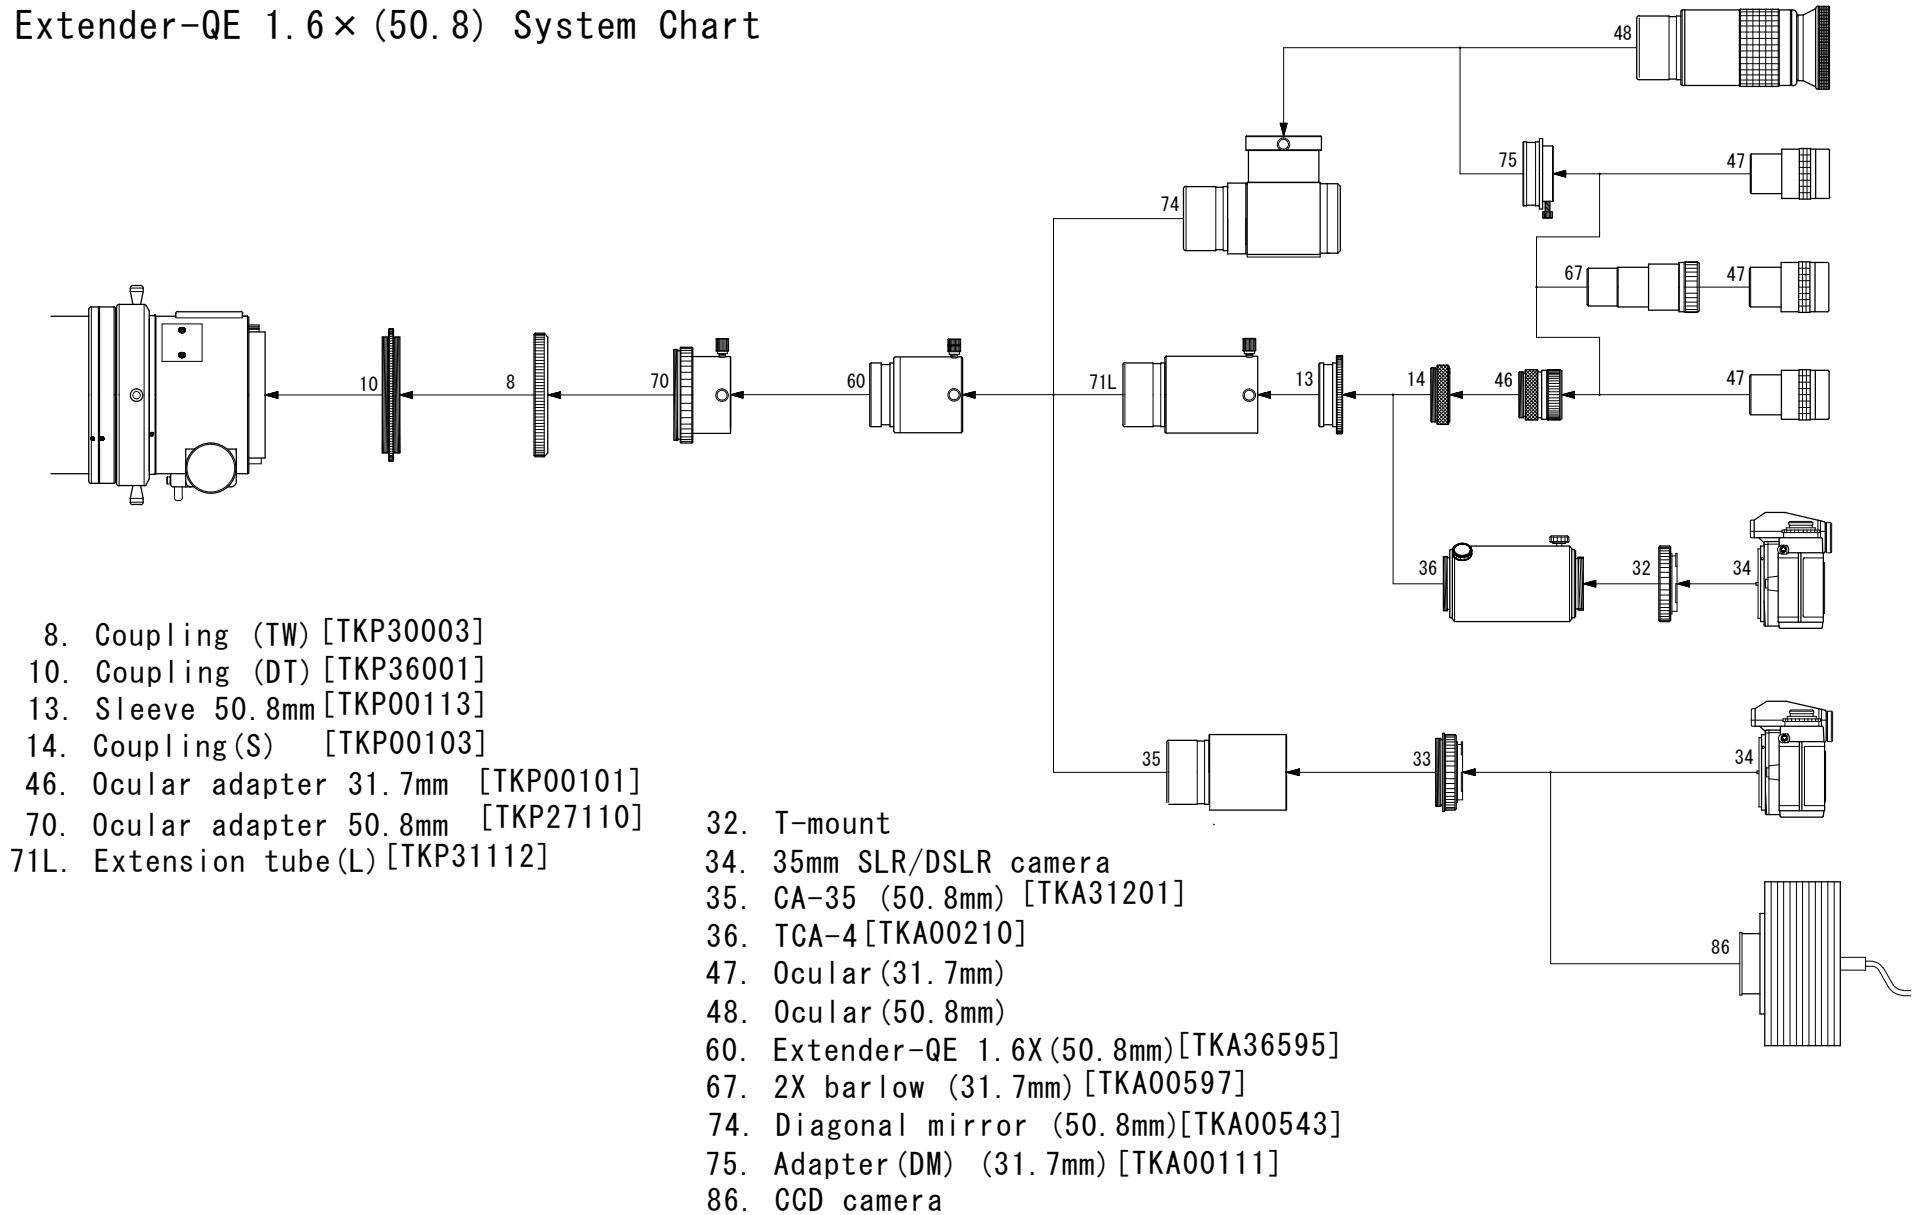 Extender-QE 1.6×(50.8) System Chart
48
75
47
74
67
47
10
8
70
60
71L
13
14
46
47
36
32
34
35
33
34
86
8. Coupling (TW)[TKP30003]
10. Coupling (DT)[TKP36001]
13. Sleeve 50.8mm[TKP00113]
14. Coupling(S) [TKP00103]
46. Ocular adapter 31.7mm [TKP00101]
70. Ocular adapter 50.8mm [TKP27110]
71L. Extension tube(L)[TKP31112]
32. T-mount
34. 35mm SLR/DSLR camera
35. CA-35 (50.8mm)[TKA31201]
36. TCA-4[TKA00210]
47. Ocular(31.7mm)
48. Ocular(50.8mm)
60. Extender-QE 1.6X(50.8mm)[TKA36595]
67. 2X barlow (31.7mm)[TKA00597]
74. Diagonal mirror (50.8mm)[TKA00543]
75. Adapter(DM) (31.7mm)[TKA00111]
86. CCD camera